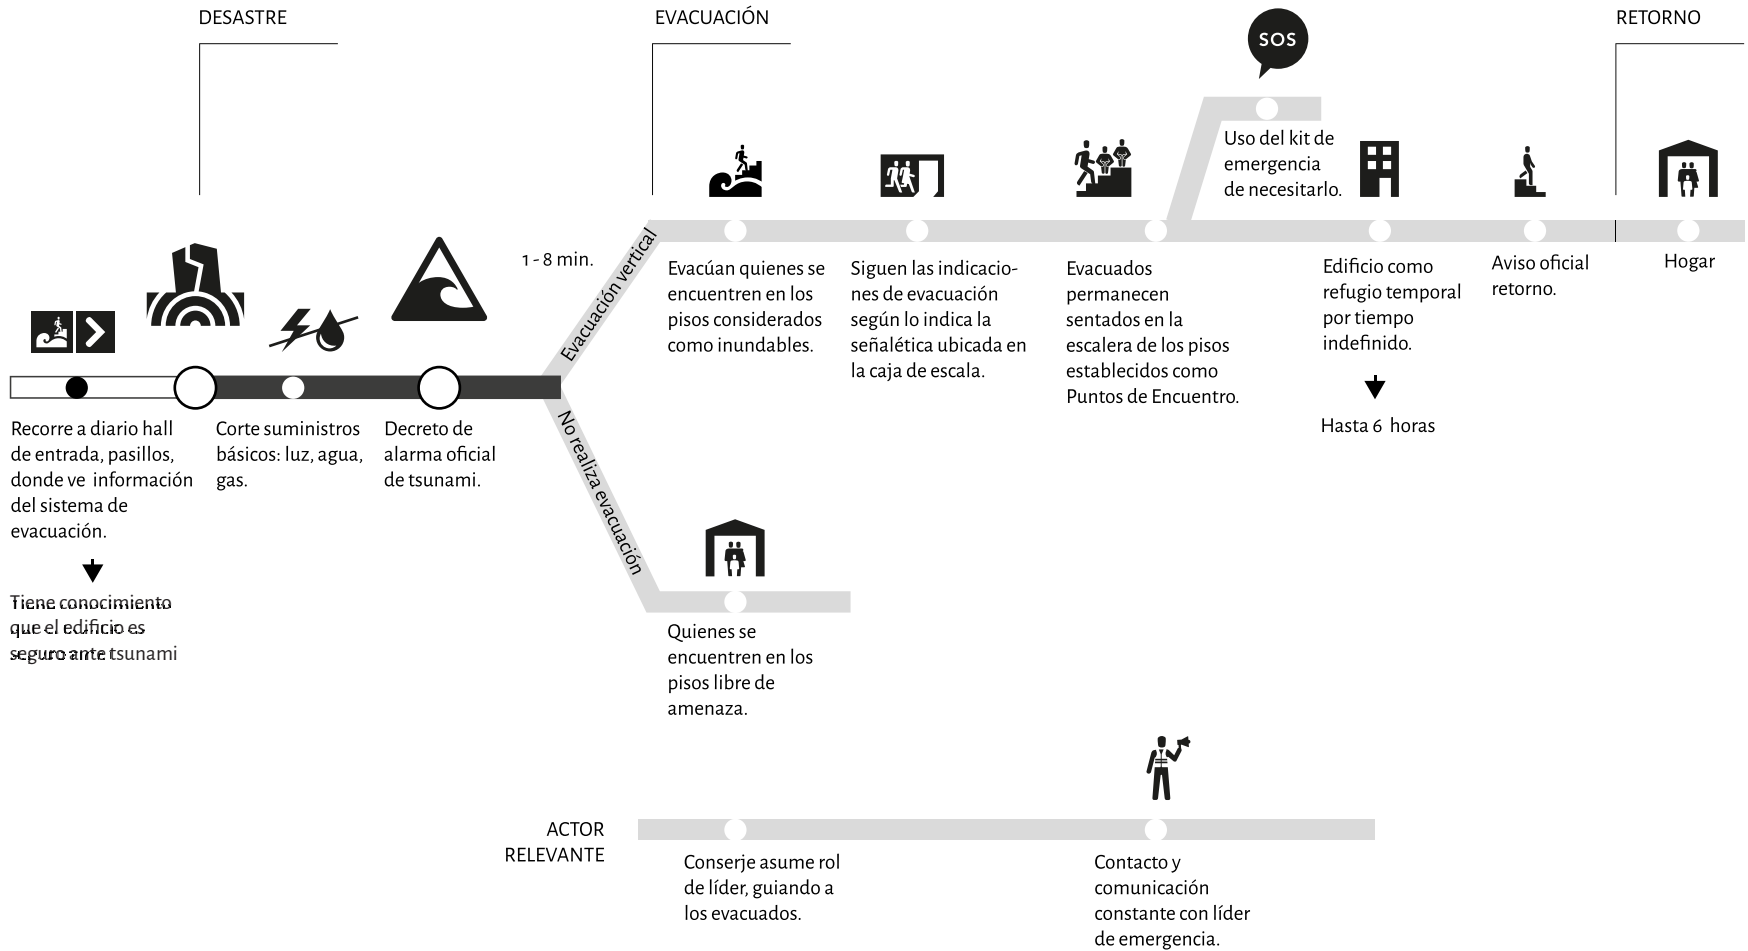 DESASTRE
EVACUACIÓN
RETORNO
SOS
Uso del kit de
emergencia
de necesitarlo.
1 - 8 min.
Evacuación vertical
Evacúan quienes se
encuentren en los
pisos considerados
como inundables.
Siguen las indicacio-
nes de evacuación
según lo indica la
señalética ubicada en
la caja de escala.
Evacuados
permanecen
sentados en la
escalera de los pisos
establecidos como
Puntos de Encuentro.
Edificio como
refugio temporal
por tiempo
indefinido.
Hasta 6 horas
Aviso oficial
retorno.
Hogar
Recorre a diario hall
de entrada, pasillos,
donde ve información
del sistema de
evacuación.
Tiene conocimiento
que el edificio es
seguro ante tsunami
Corte suministros
básicos: luz, agua,
gas.
Decreto de
alarma oficial
de tsunami.
No realiza evacuación
Quienes se
encuentren en los
pisos libre de
amenaza.
ACTOR
RELEVANTE
Conserje asume rol
de líder, guiando a
los evacuados.
Contacto y
comunicación
constante con líder
de emergencia.